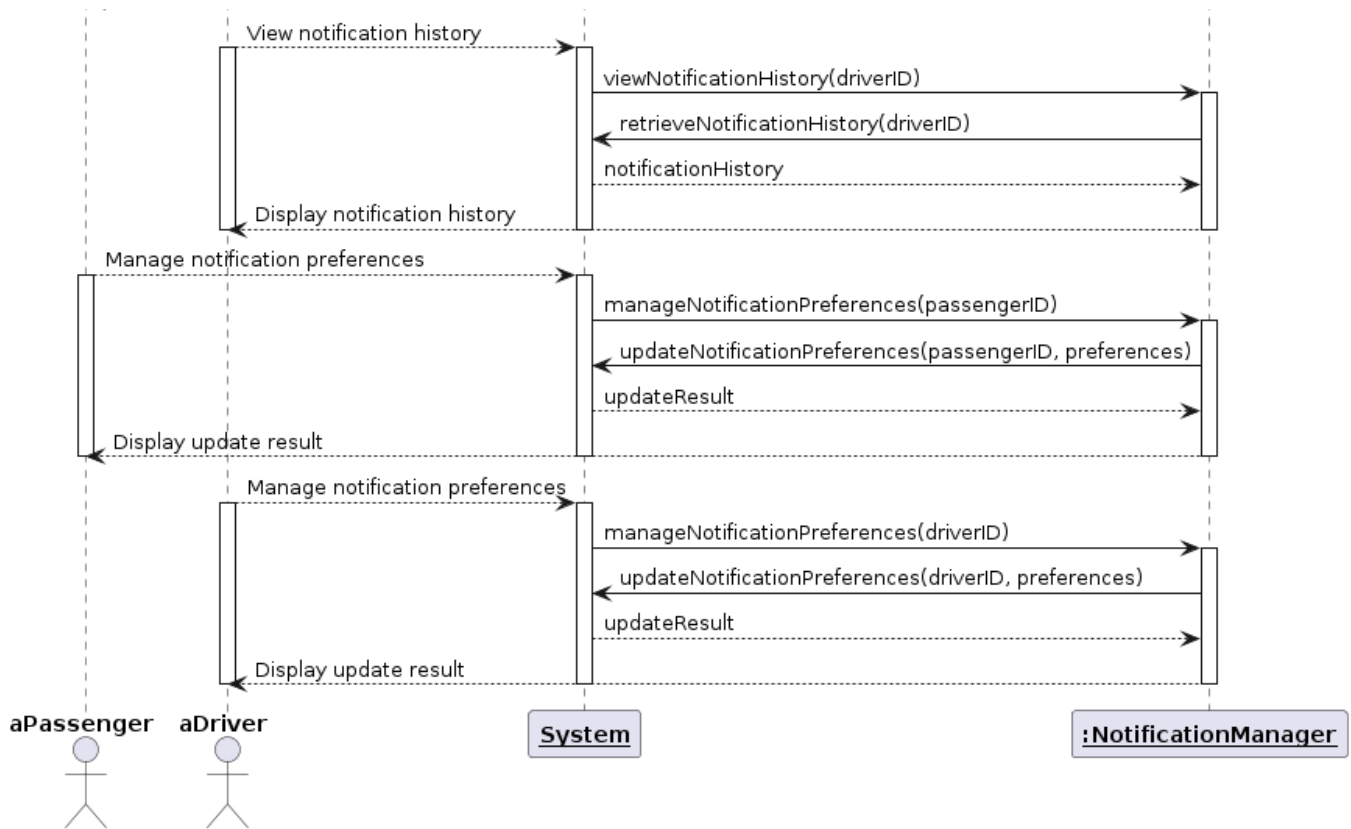 View notification history
viewNotificationHistory(driverID)
retrieveNotificationHistory(driverID)
notificationHistory
Display notification history
Manage notification preferences
manageNotificationPreferences(passengerID)
updateNotificationPreferences(passengerID, preferences)
updateResult
Display update result
Manage notification preferences
manageNotificationPreferences(driverID)
updateNotificationPreferences(driverID, preferences)
updateResult
Display update result
aPassenger aDriver System :NotificationManager